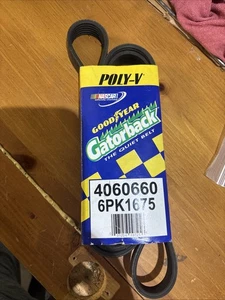 POLY-V
NASCAR
GOODYEAR
Gatorback
THE QUIET BELT
4060660
6PK1675